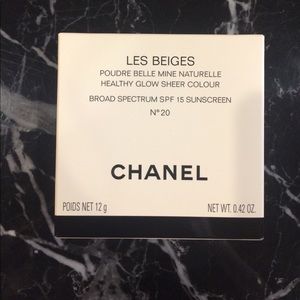 LES BEIGES
POUDRE BELLE MINE NATURELLE
HEALTHY GLOW SHEER COLOUR
BROAD SPECTRUM SPF 15 SUNSCREEN
N°20
CHANEL
POIDS NET 12 g NET WT. 0.42 OZ.